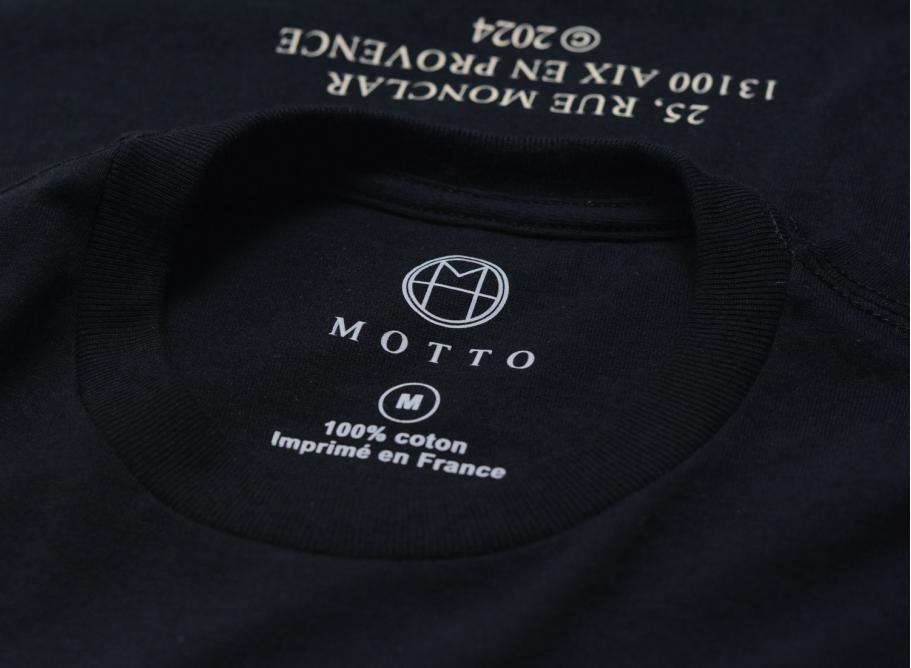 25, RUE MONCLAR
13100 AIX EN PROVENCE
© 2024
MOTTO
M
100% coton
Imprimé en France